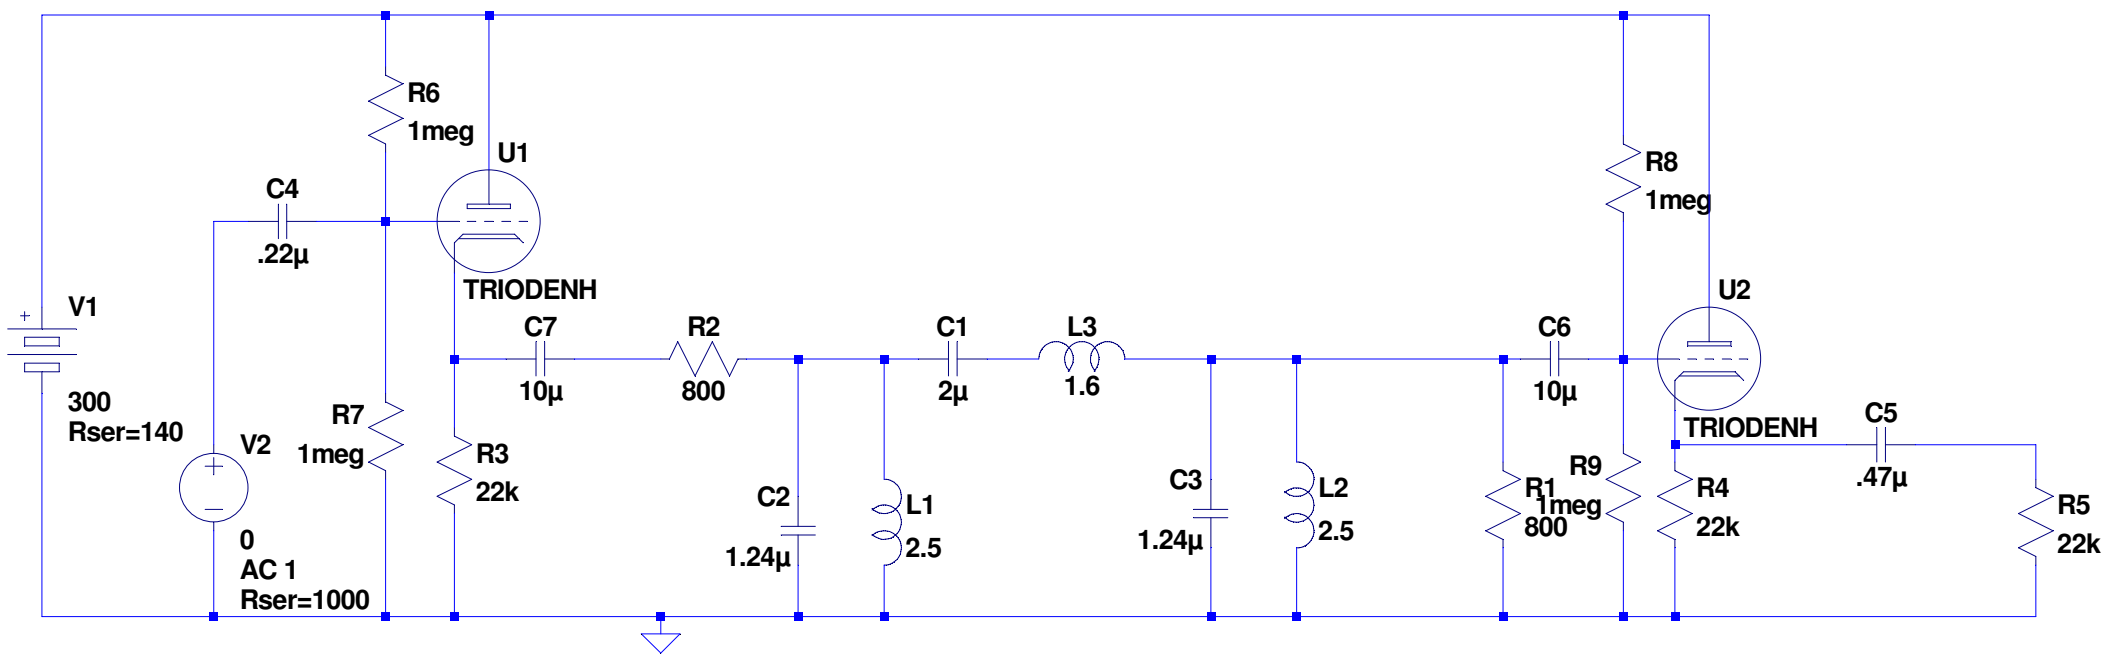 R6
1meg
U1
TRIODENH
C4
.22µ
R8
1meg
V1
+
300
Rser=140
C7
10µ
R2
800
C1
2µ
L3
1.6
C6
10µ
U2
TRIODENH
R7
1meg
V2
0
AC 1
Rser=1000
R3
22k
C2
1.24µ
L1
2.5
C3
1.24µ
L2
2.5
R1
800
R9
1meg
R4
22k
C5
.47µ
R5
22k